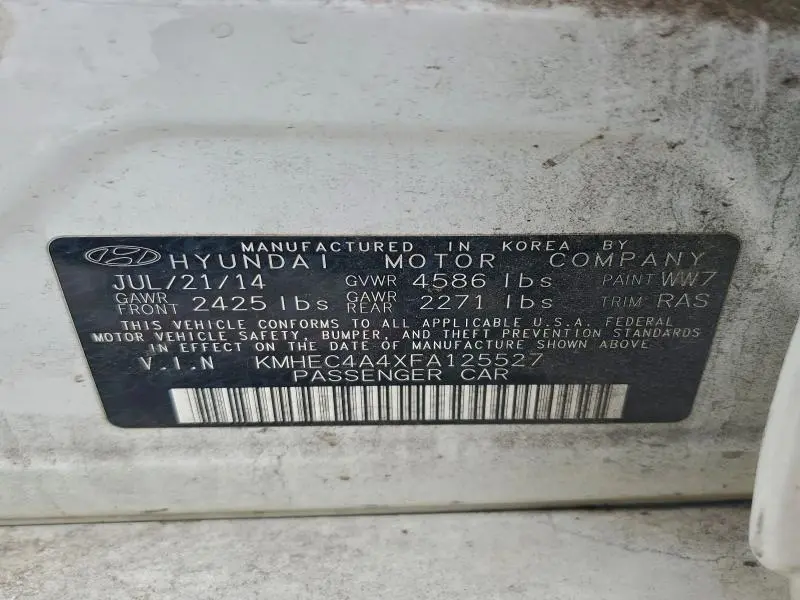 MANUFACTURED IN KOREA BY
HYUNDAI MOTOR COMPANY
JUL/21/14 GVWR 4586 lbs PAINT WW7
GAWR FRONT 2425 lbs GAWR REAR 2271 lbs TRIM RAS
THIS VEHICLE CONFORMS TO ALL APPLICABLE U.S.A. FEDERAL
MOTOR VEHICLE SAFETY, BUMPER, AND THEFT PREVENTION STANDARDS
IN EFFECT ON THE DATE OF MANUFACTURE SHOWN ABOVE
V.I.N KMHEC4A4XFA125527
PASSENGER CAR